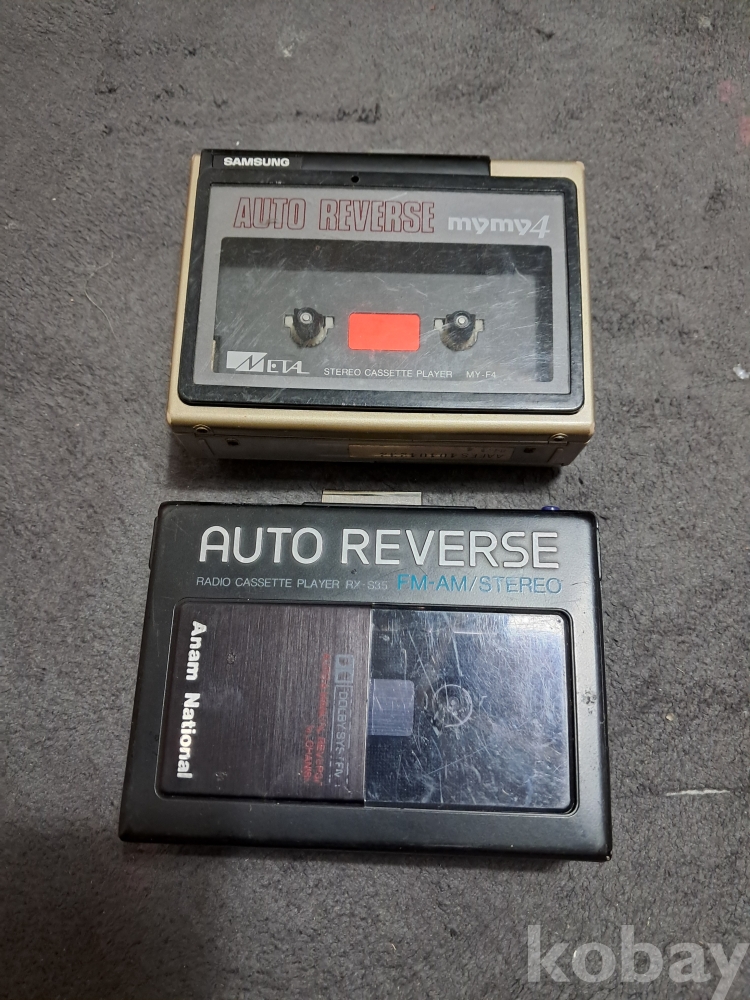 SAMSUNG
AUTO REVERSE mymy4
METAL
STEREO CASSETTE PLAYER MY-F4
AUTO REVERSE
RADIO CASSETTE PLAYER RX-S35 FM-AM/STEREO
Anam National
DOLBY SYSTEM
kobay